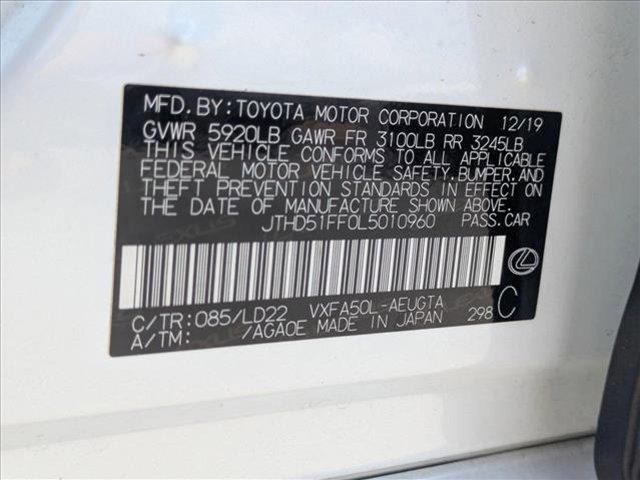 MFD. BY: TOYOTA MOTOR CORPORATION 12/19
GVWR 5920LB GAWR FR 3100LB RR 3245LB
THIS VEHICLE CONFORMS TO ALL APPLICABLE
FEDERAL MOTOR VEHICLE SAFETY, BUMPER, AND
THEFT PREVENTION STANDARDS IN EFFECT ON
THE DATE OF MANUFACTURE SHOWN ABOVE.
JTHD51FF0L5010960 PASS.CAR
C/TR: 085/LD22 VXFA50L-AEUGTA
A/TM: /AGA0E MADE IN JAPAN 298 C